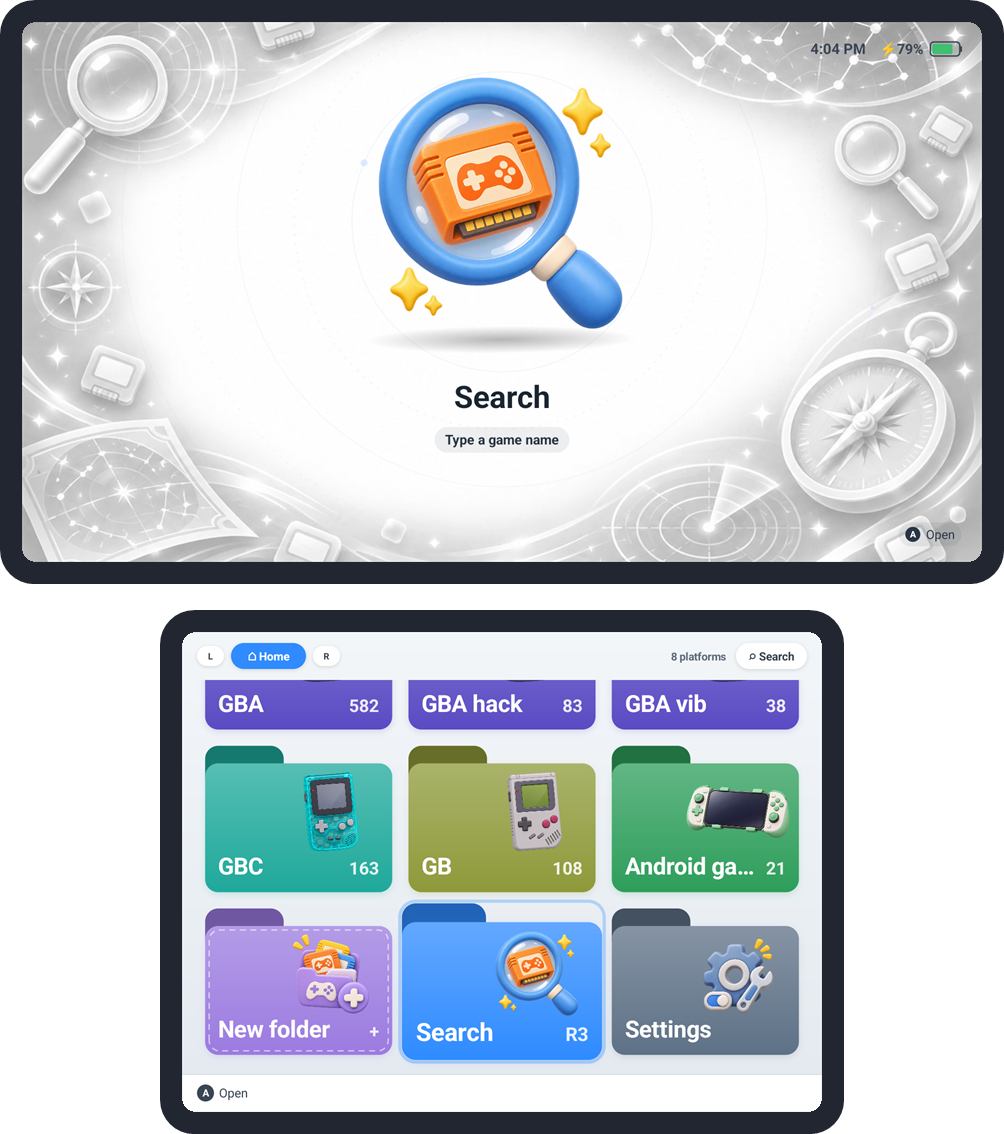 4:04 PM ⚡79%
Search
Type a game name
A Open
L Home R 8 platforms Search
GBA 582 GBA hack 83 GBA vib 38
GBC 163 GB 108 Android ga... 21
New folder + Search R3 Settings
A Open